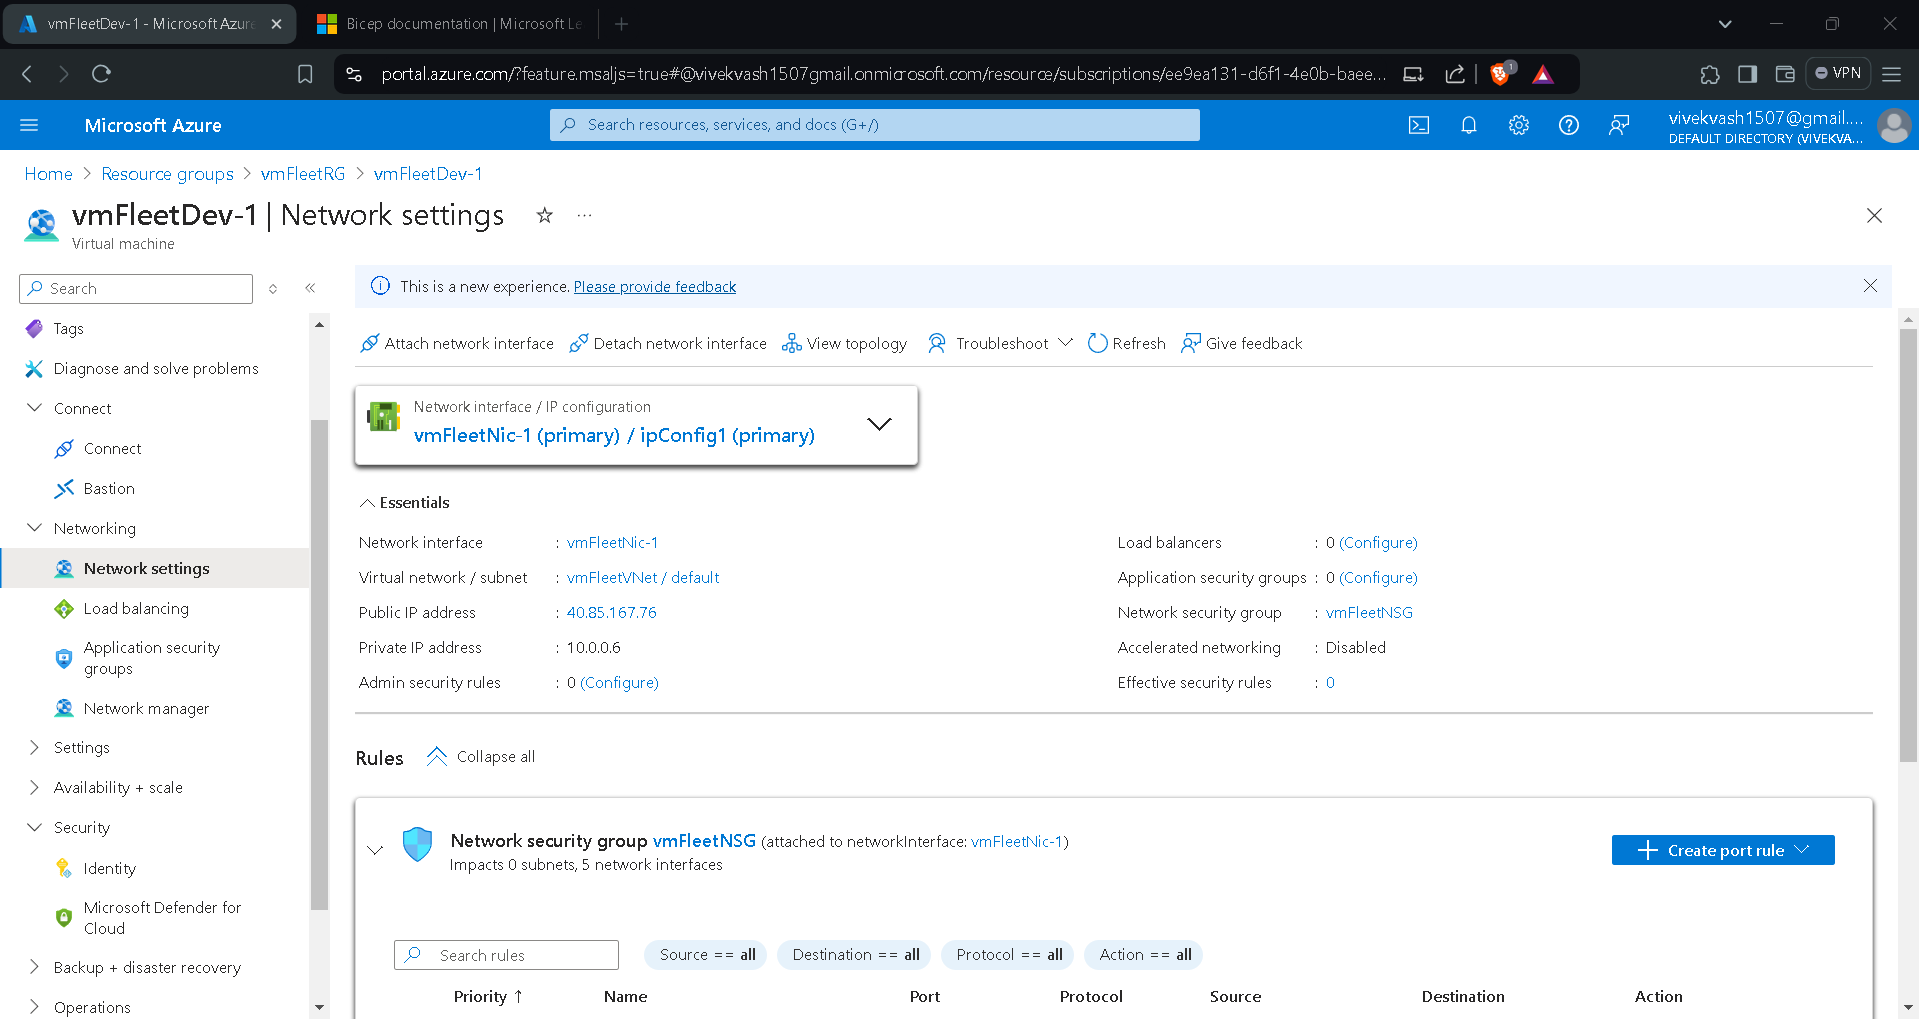 vmFleetDev-1 - Microsoft Azure
Bicep documentation | Microsoft Le
portal.azure.com/?feature.msaljs=true#@vivekvash1507gmail.onmicrosoft.com/resource/subscriptions/ee9ea131-d6f1-4e0b-baee...
1
VPN
Microsoft Azure
Search resources, services, and docs (G+/)
vivekvash1507@gmail....
DEFAULT DIRECTORY (VIVEKVA...
Home > Resource groups > vmFleetRG > vmFleetDev-1
vmFleetDev-1 | Network settings
Virtual machine
Search
Tags
Diagnose and solve problems
Connect
Connect
Bastion
Networking
Network settings
Load balancing
Application security
groups
Network manager
Settings
Availability + scale
Security
Identity
Microsoft Defender for
Cloud
Backup + disaster recovery
Operations
This is a new experience. Please provide feedback
Attach network interface
Detach network interface
View topology
Troubleshoot
Refresh
Give feedback
Network interface / IP configuration
vmFleetNic-1 (primary) / ipConfig1 (primary)
Essentials
Network interface : vmFleetNic-1
Virtual network / subnet : vmFleetVNet / default
Public IP address : 40.85.167.76
Private IP address : 10.0.0.6
Admin security rules : 0 (Configure)
Load balancers : 0 (Configure)
Application security groups : 0 (Configure)
Network security group : vmFleetNSG
Accelerated networking : Disabled
Effective security rules : 0
Rules
Collapse all
Network security group vmFleetNSG (attached to networkInterface: vmFleetNic-1)
Impacts 0 subnets, 5 network interfaces
Create port rule
Search rules
Source == all
Destination == all
Protocol == all
Action == all
Priority ↑ Name Port Protocol Source Destination Action